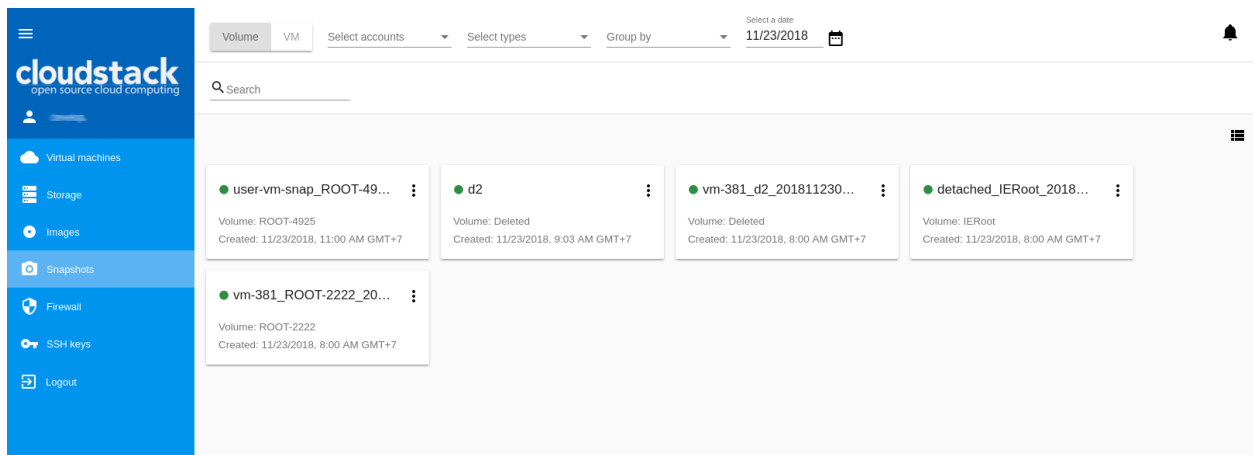 cloudstack
open source cloud computing
Virtual machines
Storage
Images
Snapshots
Firewall
SSH keys
Logout
Volume
VM
Select accounts
Select types
Group by
Select a date
11/23/2018
Search
user-vm-snap_ROOT-49...
Volume: ROOT-4925
Created: 11/23/2018, 11:00 AM GMT+7
d2
Volume: Deleted
Created: 11/23/2018, 9:03 AM GMT+7
vm-381_d2_201811230...
Volume: Deleted
Created: 11/23/2018, 8:00 AM GMT+7
detached_IERoot_2018...
Volume: IERoot
Created: 11/23/2018, 8:00 AM GMT+7
vm-381_ROOT-2222_20...
Volume: ROOT-2222
Created: 11/23/2018, 8:00 AM GMT+7